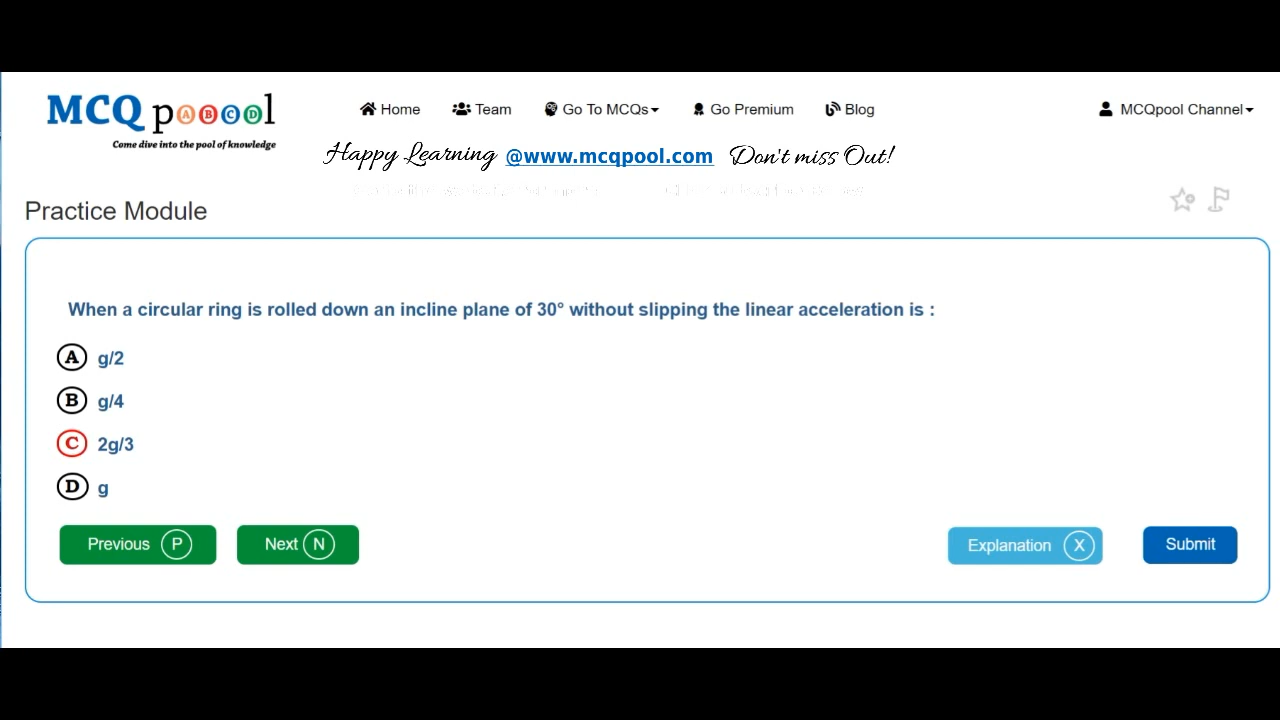 MCQ pABCDl
Come dive into the pool of knowledge
Home Team Go To MCQs Go Premium Blog MCQpool Channel
Happy Learning @www.mcqpool.com Don't miss Out!
Practice Module
When a circular ring is rolled down an incline plane of 30° without slipping the linear acceleration is :
A g/2
B g/4
C 2g/3
D g
Previous P Next N Explanation X Submit